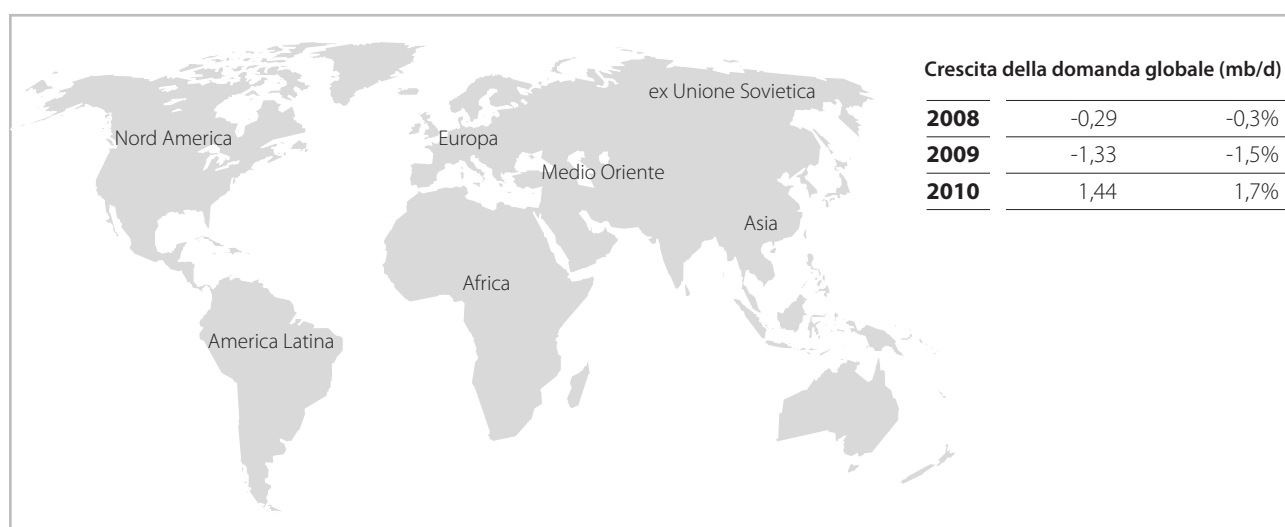 Crescita della domanda globale (mb/d)
2008 -0,29 -0,3%
2009 -1,33 -1,5%
2010 1,44 1,7%
ex Unione Sovietica
Nord America
Europa
Medio Oriente
Asia
Africa
America Latina